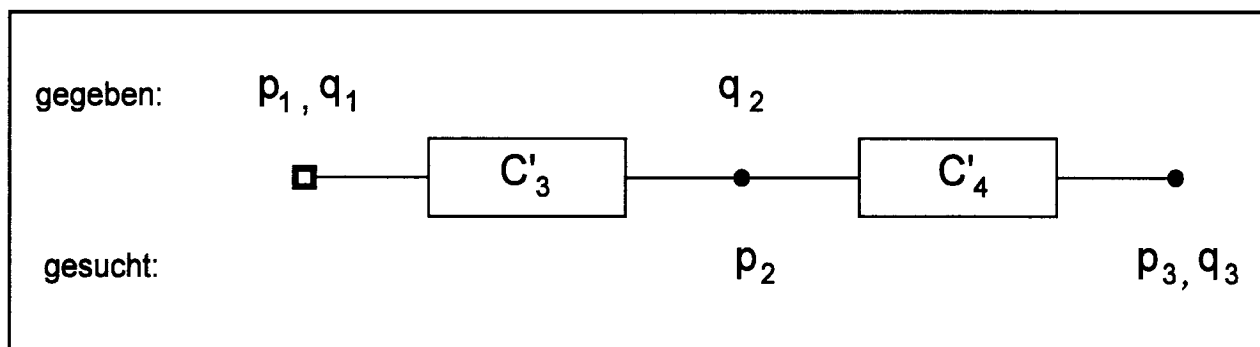 gegeben: p₁, q₁ q₂
C'₃ C'₄
gesucht: p₂ p₃, q₃